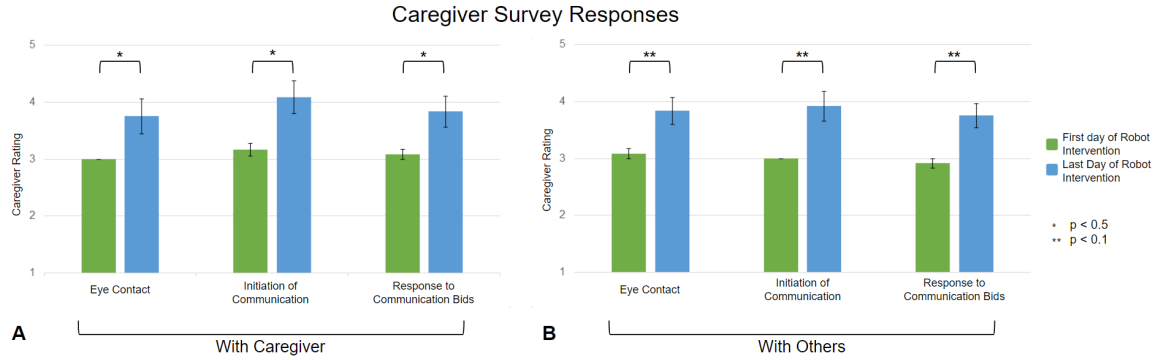 Caregiver Survey Responses
5
4
3
2
1
Caregiver Rating
*
*
*
Eye Contact
Initiation of
Communication
Response to
Communication Bids
A
With Caregiver
5
4
3
2
1
Caregiver Rating
**
**
**
Eye Contact
Initiation of
Communication
Response to
Communication Bids
B
With Others
First day of Robot
Intervention
Last Day of Robot
Intervention
* p < 0.5
** p < 0.1